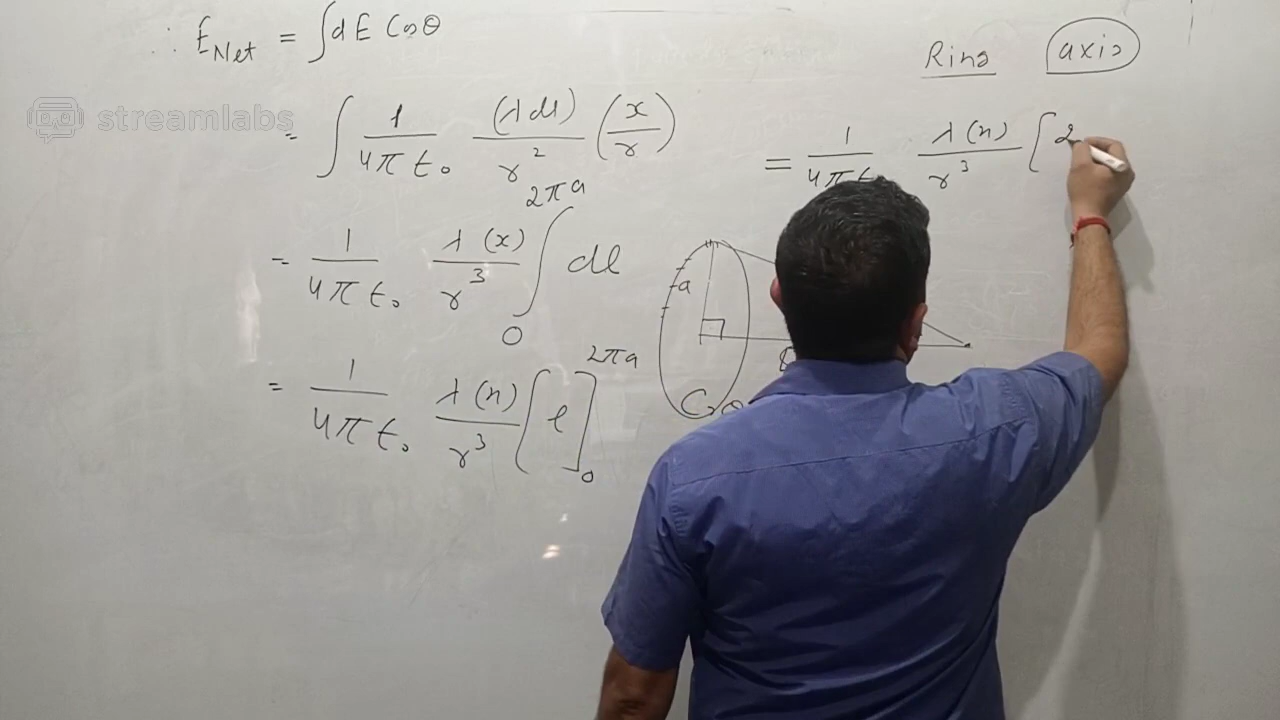 ∴ E_Net = ∫dE Cosθ
Ring axis
streamlabs
= ∫ 1/4πε₀ (λdl)/r² (x/r)
= 1/4πε₀ λ(x)/r³ [2
= 1/4πε₀ λ(x)/r³ ∫₀^2πa dl
a
= 1/4πε₀ λ(x)/r³ [l]₀^2πa